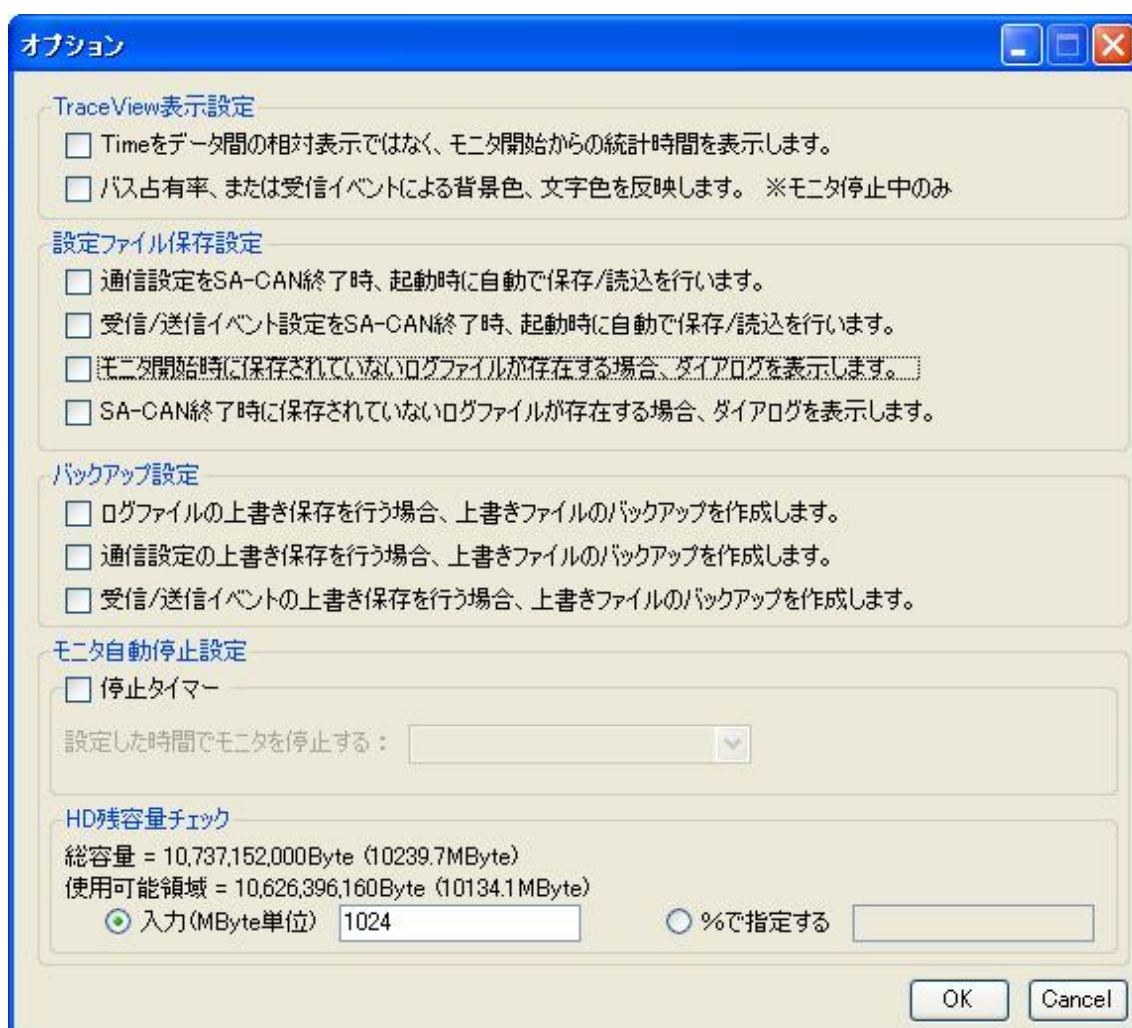 オプション
TraceView表示設定
Timeをデータ間の相対表示ではなく、モニタ開始からの統計時間を表示します。
バス占有率、または受信イベントによる背景色、文字色を反映します。 ※モニタ停止中のみ
設定ファイル保存設定
通信設定をSA-CAN終了時、起動時に自動で保存/読込を行います。
受信/送信イベント設定をSA-CAN終了時、起動時に自動で保存/読込を行います。
モニタ開始時に保存されていないログファイルが存在する場合、ダイアログを表示します。
SA-CAN終了時に保存されていないログファイルが存在する場合、ダイアログを表示します。
バックアップ設定
ログファイルの上書き保存を行う場合、上書きファイルのバックアップを作成します。
通信設定の上書き保存を行う場合、上書きファイルのバックアップを作成します。
受信/送信イベントの上書き保存を行う場合、上書きファイルのバックアップを作成します。
モニタ自動停止設定
停止タイマー
設定した時間でモニタを停止する:
HD残容量チェック
総容量 = 10,737,152,000Byte (10239.7MByte)
使用可能領域 = 10,626,396,160Byte (10134.1MByte)
入力(MByte単位) 1024 %で指定する
OK Cancel